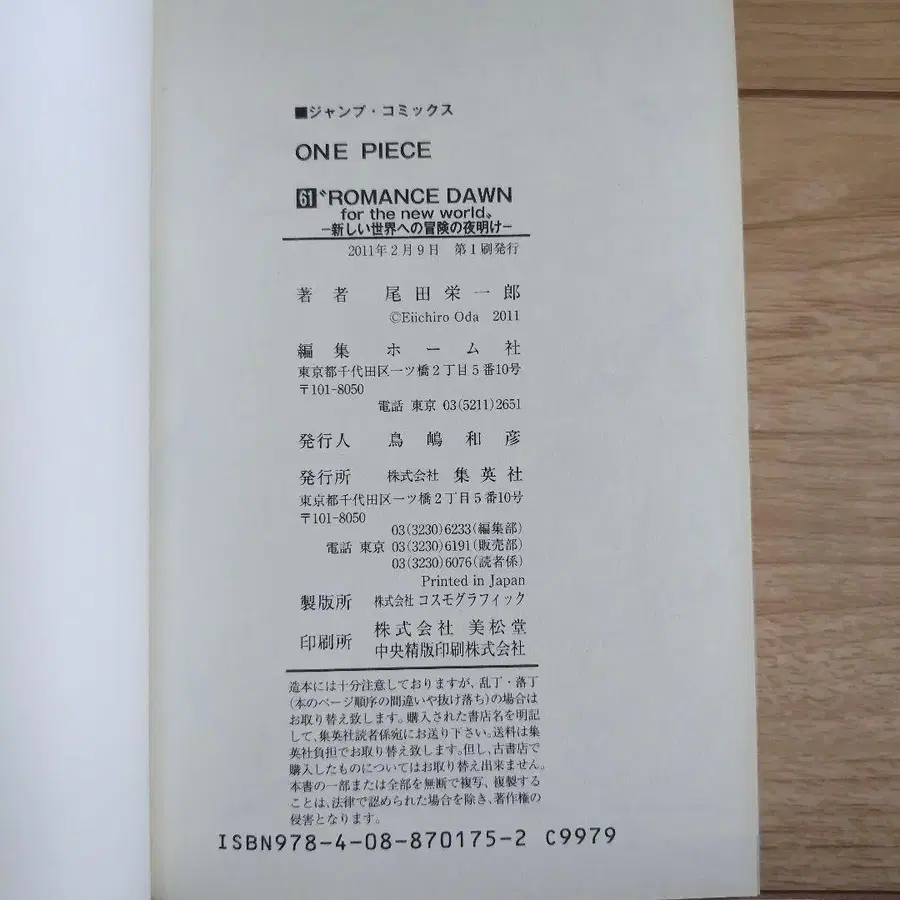 ■ジャンプ・コミックス
ONE PIECE
61 〝ROMANCE DAWN
for the new world〟
−新しい世界への冒険の夜明け−
2011年2月9日 第1刷発行
著者 尾田栄一郎
©Eiichiro Oda 2011
編集 ホーム社
東京都千代田区一ツ橋2丁目5番10号
〒101-8050
電話 東京 03(5211)2651
発行人 鳥嶋和彦
発行所 株式会社 集英社
東京都千代田区一ツ橋2丁目5番10号
〒101-8050
03(3230)6233(編集部)
電話 東京 03(3230)6191(販売部)
03(3230)6076(読者係)
Printed in Japan
製版所 株式会社 コスモグラフィック
印刷所 株式会社 美松堂
中央精版印刷株式会社
造本には十分注意しておりますが、乱丁・落丁
(本のページ順序の間違いや抜け落ち)の場合は
お取り替え致します。購入された書店名を明記
して、集英社読者係宛にお送り下さい。送料は集
英社負担でお取り替え致します。但し、古書店で
購入したものについてはお取り替え出来ません。
本書の一部または全部を無断で複写、複製する
ことは、法律で認められた場合を除き、著作権の
侵害となります。
ISBN978-4-08-870175-2 C9979